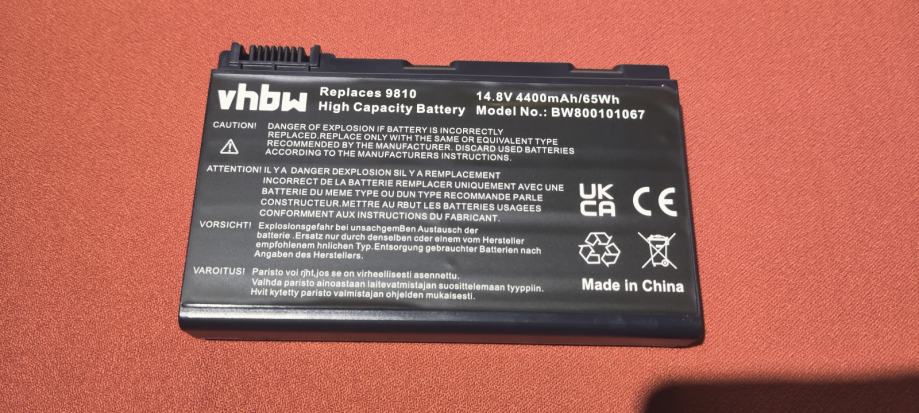 vhbw
Replaces 9810 14.8V 4400mAh/65Wh
High Capacity Battery Model No.: BW800101067
CAUTION! DANGER OF EXPLOSION IF BATTERY IS INCORRECTLY
REPLACED.REPLACE ONLY WITH THE SAME OR EQUIVALENT TYPE
RECOMMENDED BY THE MANUFACTURER. DISCARD USED BATTERIES
ACCORDING TO THE MANUFACTURER'S INSTRUCTIONS.
ATTENTION! IL Y A DANGER DEXPLOSION SIL Y A REMPLACEMENT
INCORRECT DE LA BATTERIE REMPLACER UNIQUEMENT AVEC UNE
BATTERIE DU MEME TYPE OU DUN TYPE RECOMMANDE PARLE
CONSTRUCTEUR.METTRE AU RBUT LES BATTERIES USAGEES
CONFORMMENT AUX INSTRUCTIONS DU FABRICANT.
VORSICHT! Explosionsgefahr bei unsachgemBen Austausch der
batterie .Ersatz nur durch denselben cder einem vom Hersteller
empfohlenem hnlichen Typ.Entsorgung gebrauchter Batterien nach
Angaben des Herstellers.
VAROITUS! Paristo voi rjht,jos se on virheellisesti asennettu.
Valhda paristo ainoastaan laitevatmistajan suosittelemaan tyyppiin.
Hvit kytetty paristo valmistajan ohjelden mukaisesti.
UK
CA
CE
Made in China